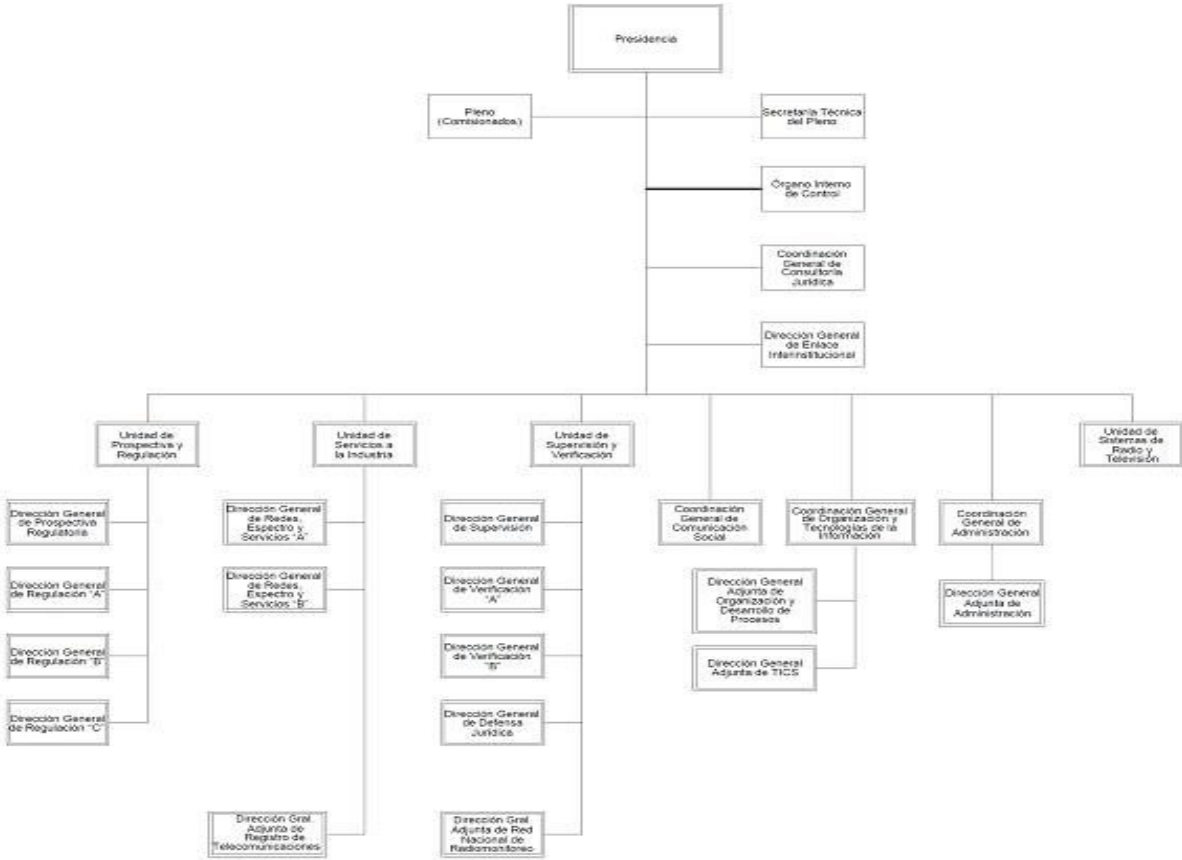 Presidencia
Pleno
(Comisionados)
Secretaría Técnica
del Pleno
Órgano Interno
de Control
Coordinación
General de
Consultoría
Jurídica
Dirección General
de Enlace
Interinstitucional
Unidad de
Prospectiva y
Regulación
Unidad de
Servicios a
la Industria
Unidad de
Supervisión y
Verificación
Unidad de
Sistemas de
Radio y
Televisión
Dirección General
de Prospectiva
Regulatoria
Dirección General
de Redes,
Espectro y
Servicios "A"
Dirección General
de Supervisión
Coordinación
General de
Comunicación
Social
Coordinación General
de Organización y
Tecnologías de la
Información
Coordinación
General de
Administración
Dirección General
de Regulación "A"
Dirección General
de Redes,
Espectro y
Servicios "B"
Dirección General
de Verificación
"A"
Dirección General
Adjunta de
Organización y
Desarrollo de
Procesos
Dirección General
Adjunta de
Administración
Dirección General
de Regulación "B"
Dirección General
de Verificación
"B"
Dirección General
Adjunta de TICS
Dirección General
de Regulación "C"
Dirección General
de Defensa
Jurídica
Dirección Gral
Adjunta de
Registro de
Telecomunicaciones
Dirección Gral
Adjunta de Red
Nacional de
Radiomonitoreo